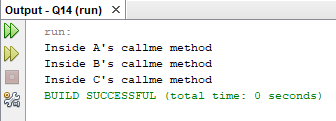 Output - Q14 (run) ×
run:
Inside A's callme method
Inside B's callme method
Inside C's callme method
BUILD SUCCESSFUL (total time: 0 seconds)